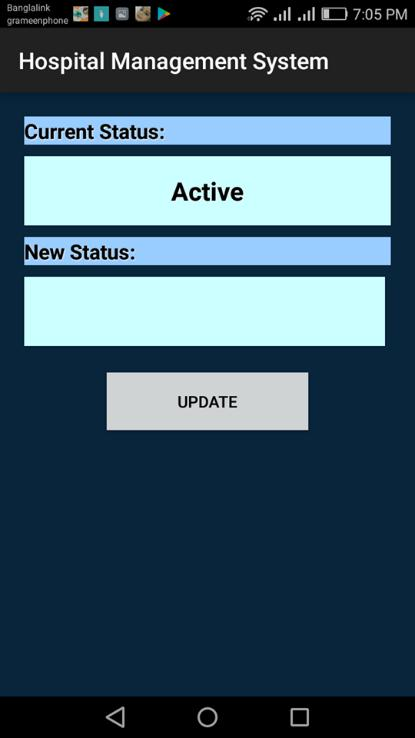 Banglalink
grameenphone
7:05 PM
Hospital Management System
Current Status:
Active
New Status:
UPDATE